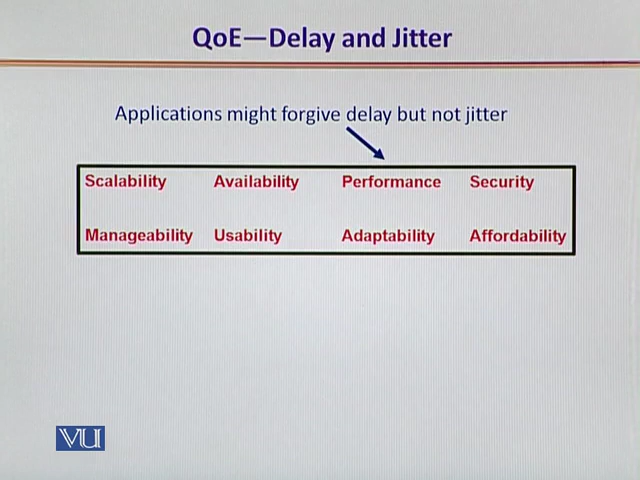 QoE—Delay and Jitter
Applications might forgive delay but not jitter
Scalability Availability Performance Security
Manageability Usability Adaptability Affordability
VU